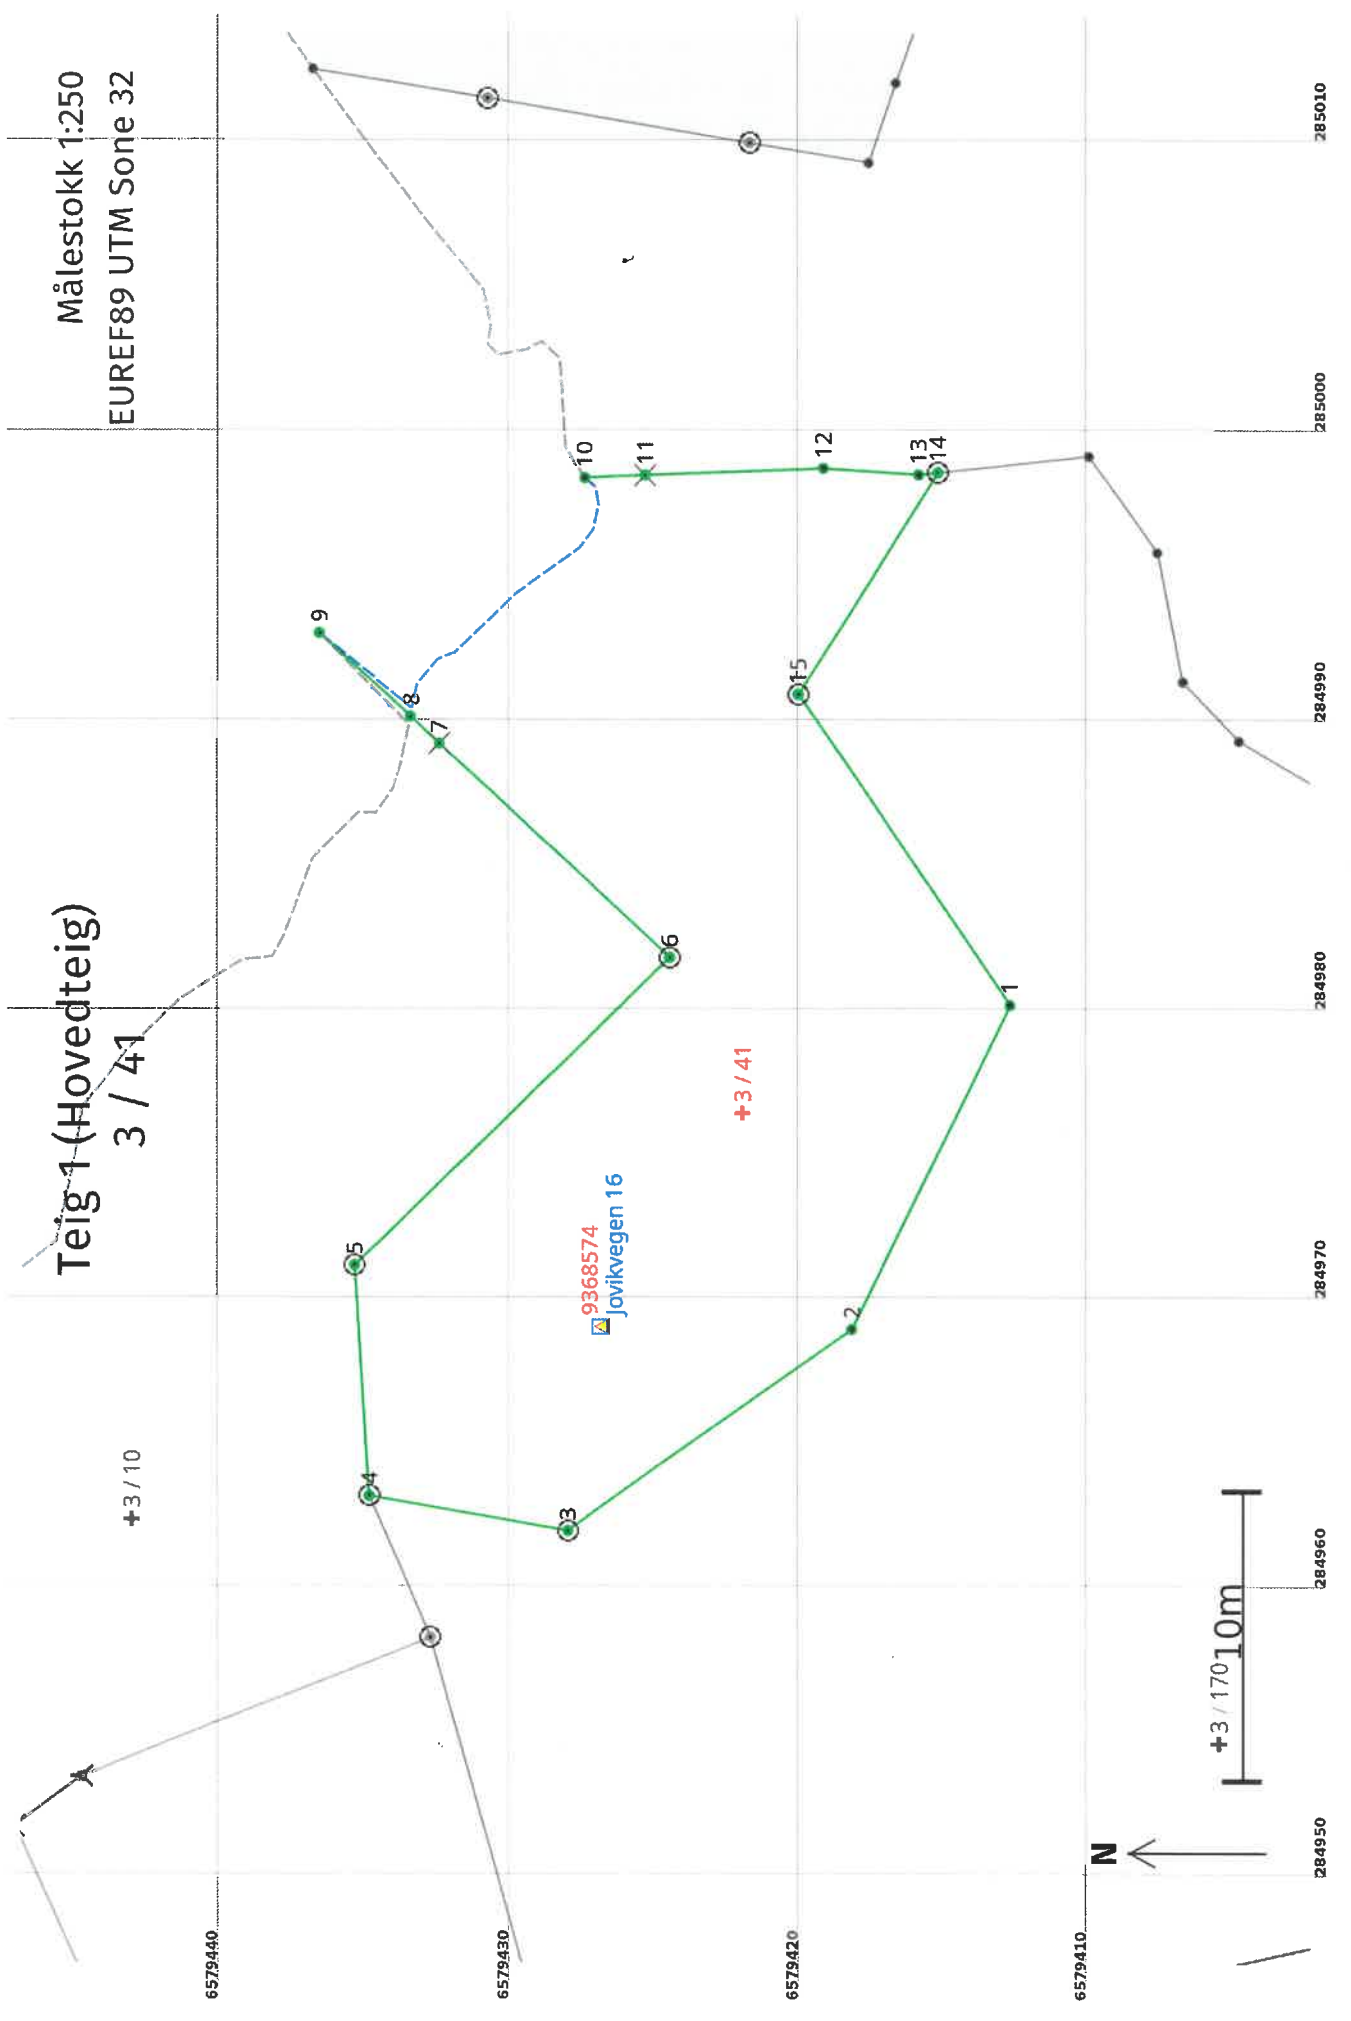 Teig 1 (Hovedteig)
3 / 41
Målestokk 1:250
EUREF89 UTM Sone 32
+3 / 10
9
8
7
10
11
12
13
14
15
6
5
4
3
2
1
9368574
Jovikvegen 16
+3 / 41
+3 / 170
10m
N
6579440
6579430
6579420
6579410
284950
284960
284970
284980
284990
285000
285010